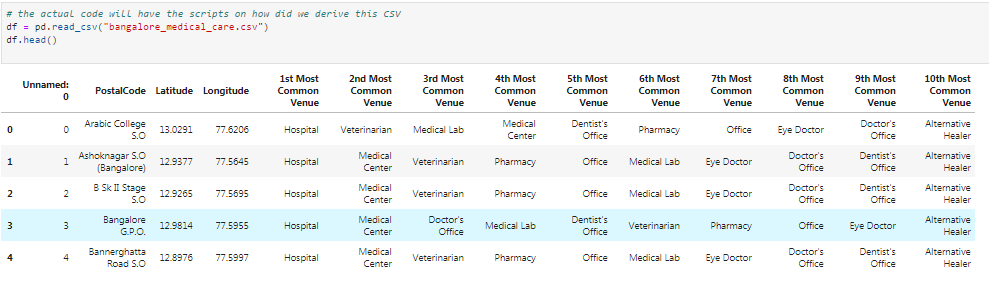 # the actual code will have the scripts on how did we derive this CSV
df = pd.read_csv("bangalore_medical_care.csv")
df.head()
Unnamed: 0 PostalCode Latitude Longitude 1st Most Common Venue 2nd Most Common Venue 3rd Most Common Venue 4th Most Common Venue 5th Most Common Venue 6th Most Common Venue 7th Most Common Venue 8th Most Common Venue 9th Most Common Venue 10th Most Common Venue
0 0 Arabic College S.O 13.0291 77.6206 Hospital Veterinarian Medical Lab Medical Center Dentist's Office Pharmacy Office Eye Doctor Doctor's Office Alternative Healer
1 1 Ashoknagar S.O (Bangalore) 12.9377 77.5645 Hospital Medical Center Veterinarian Pharmacy Office Medical Lab Eye Doctor Doctor's Office Dentist's Office Alternative Healer
2 2 B Sk II Stage S.O 12.9265 77.5695 Hospital Medical Center Veterinarian Pharmacy Office Medical Lab Eye Doctor Doctor's Office Dentist's Office Alternative Healer
3 3 Bangalore G.P.O. 12.9814 77.5955 Hospital Medical Center Doctor's Office Medical Lab Dentist's Office Veterinarian Pharmacy Office Eye Doctor Alternative Healer
4 4 Bannerghatta Road S.O 12.8976 77.5997 Hospital Medical Center Veterinarian Pharmacy Office Medical Lab Eye Doctor Doctor's Office Dentist's Office Alternative Healer